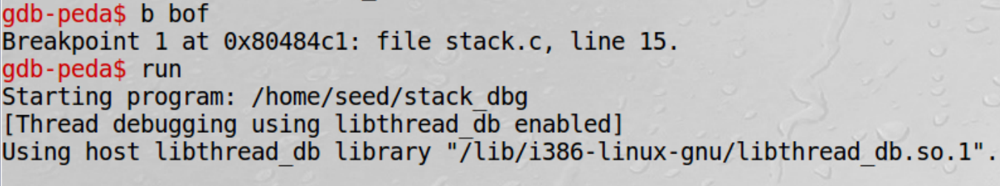 gdb-peda$ b bof
Breakpoint 1 at 0x80484c1: file stack.c, line 15.
gdb-peda$ run
Starting program: /home/seed/stack_dbg
[Thread debugging using libthread_db enabled]
Using host libthread_db library "/lib/i386-linux-gnu/libthread_db.so.1".